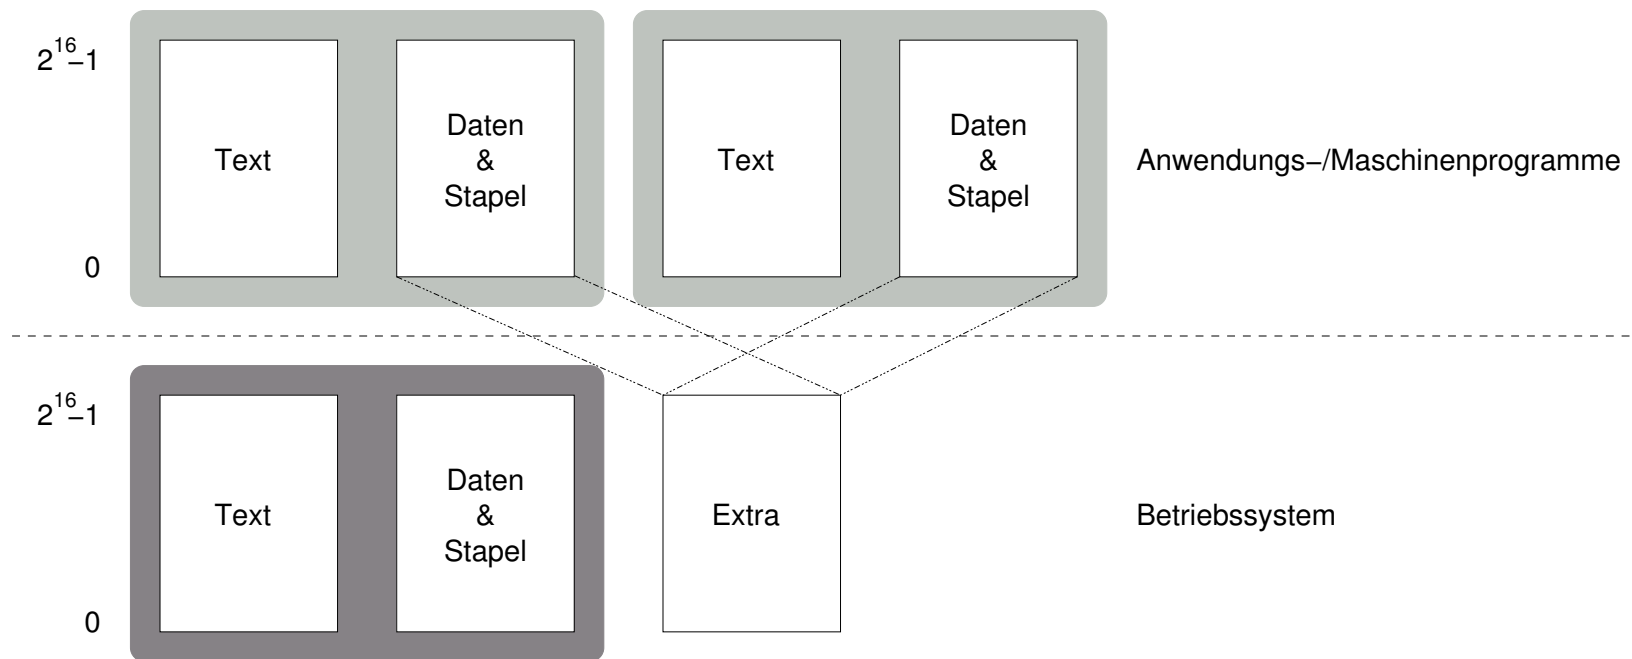 2^16–1
Text
Daten
&
Stapel
Text
Daten
&
Stapel
Anwendungs–/Maschinenprogramme
0
2^16–1
Text
Daten
&
Stapel
Extra
Betriebssystem
0